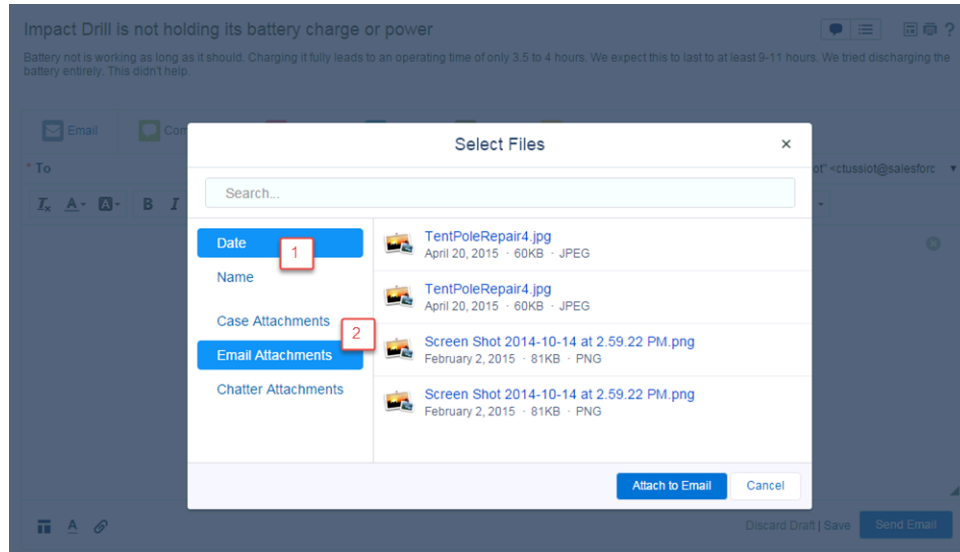 Impact Drill is not holding its battery charge or power
?
Battery not is working as long as it should. Charging it fully leads to an operating time of only 3.5 to 4 hours. We expect this to last to at least 9-11 hours. We tried discharging the
battery entirely. This didn't help.
Email
Com
* To
ot" <ctussiot@salesforc
Ix A A B I
Select Files
×
Search...
Date
1
Name
Case Attachments
2
Email Attachments
Chatter Attachments
TentPoleRepair4.jpg
April 20, 2015 · 60KB · JPEG
TentPoleRepair4.jpg
April 20, 2015 · 60KB · JPEG
Screen Shot 2014-10-14 at 2.59.22 PM.png
February 2, 2015 · 81KB · PNG
Screen Shot 2014-10-14 at 2.59.22 PM.png
February 2, 2015 · 81KB · PNG
Attach to Email
Cancel
A
Discard Draft | Save
Send Email